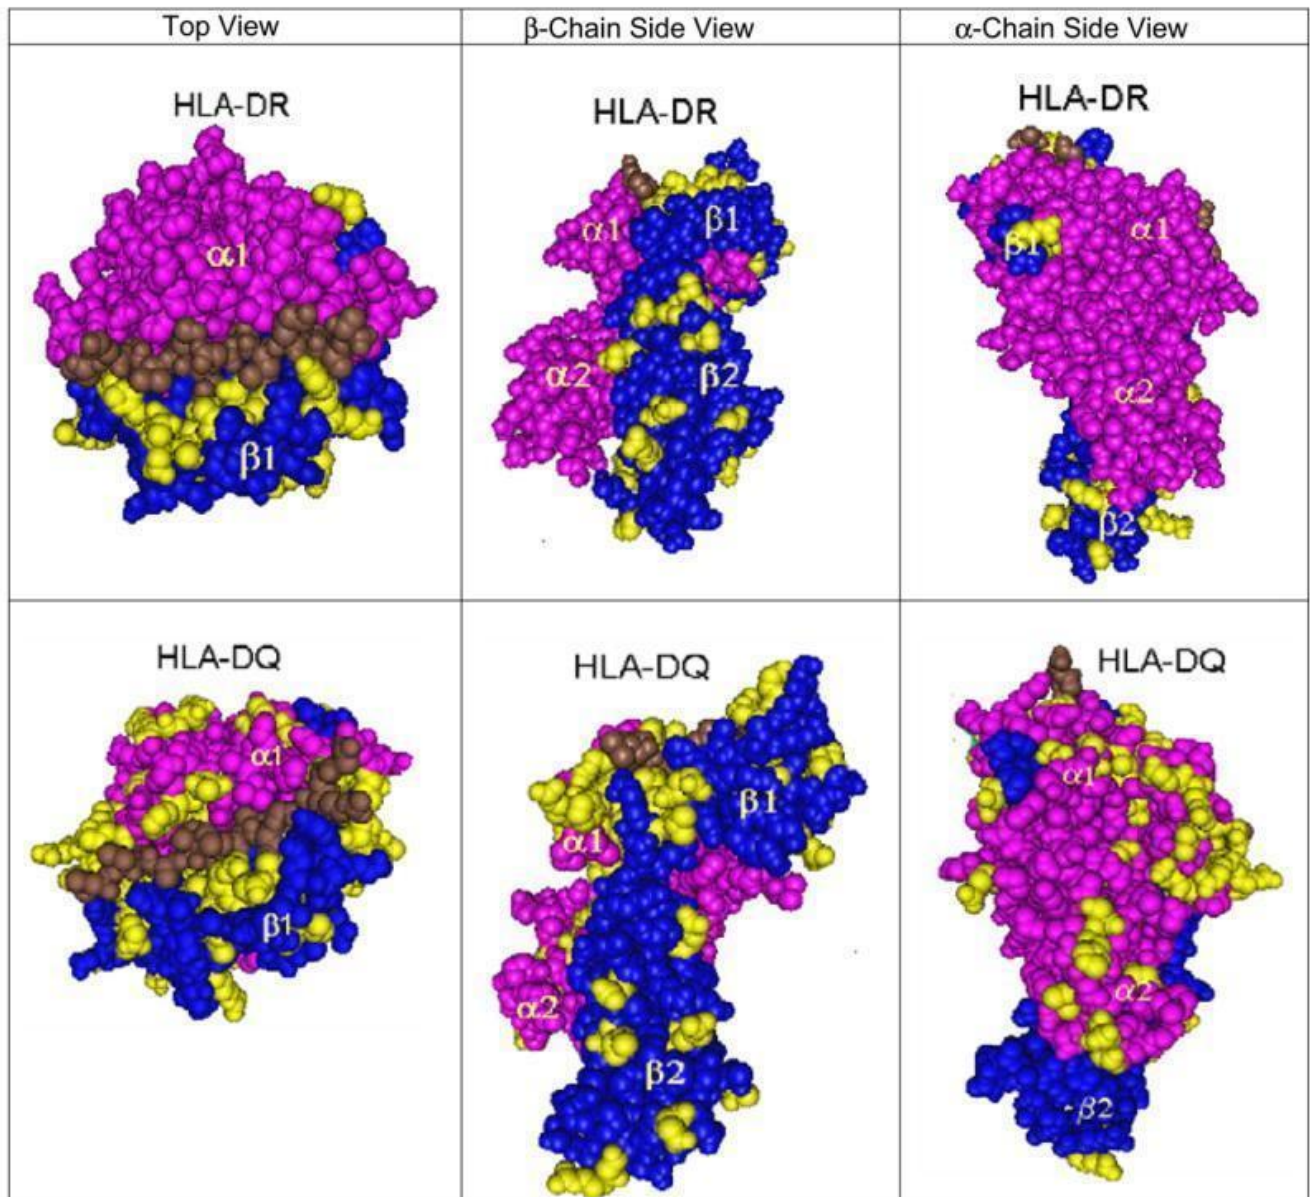 Top View
β-Chain Side View
α-Chain Side View
HLA-DR
α1
β1
HLA-DR
α1
β1
α2
β2
HLA-DR
β1
α1
α2
β2
HLA-DQ
α1
β1
HLA-DQ
β1
α1
α2
β2
HLA-DQ
α1
α2
β2